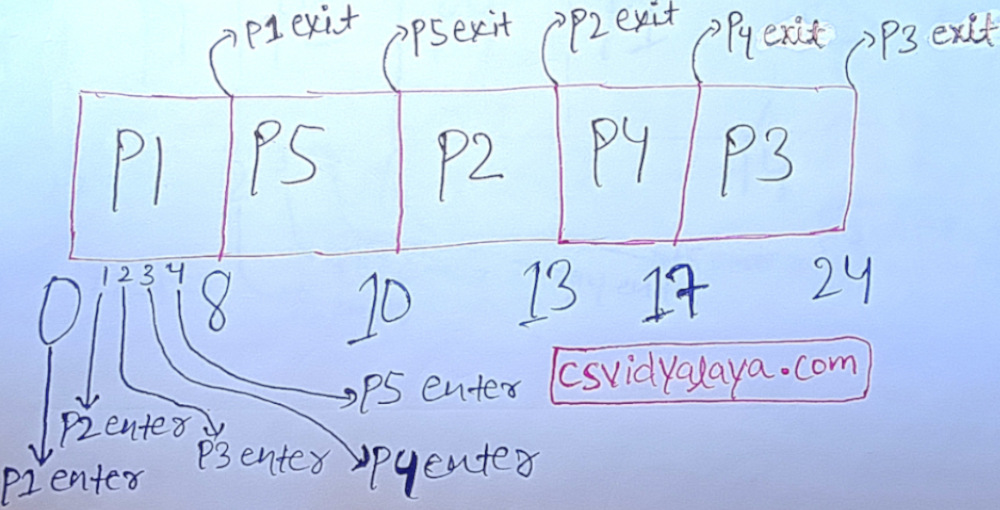 P1 exit P5 exit P2 exit P4 exit P3 exit
P1 P5 P2 P4 P3
0 1 2 3 4 8 10 13 17 24
csvidyalaya.com
P5 enter
P2 enter
P3 enter P4 enter
P1 enter